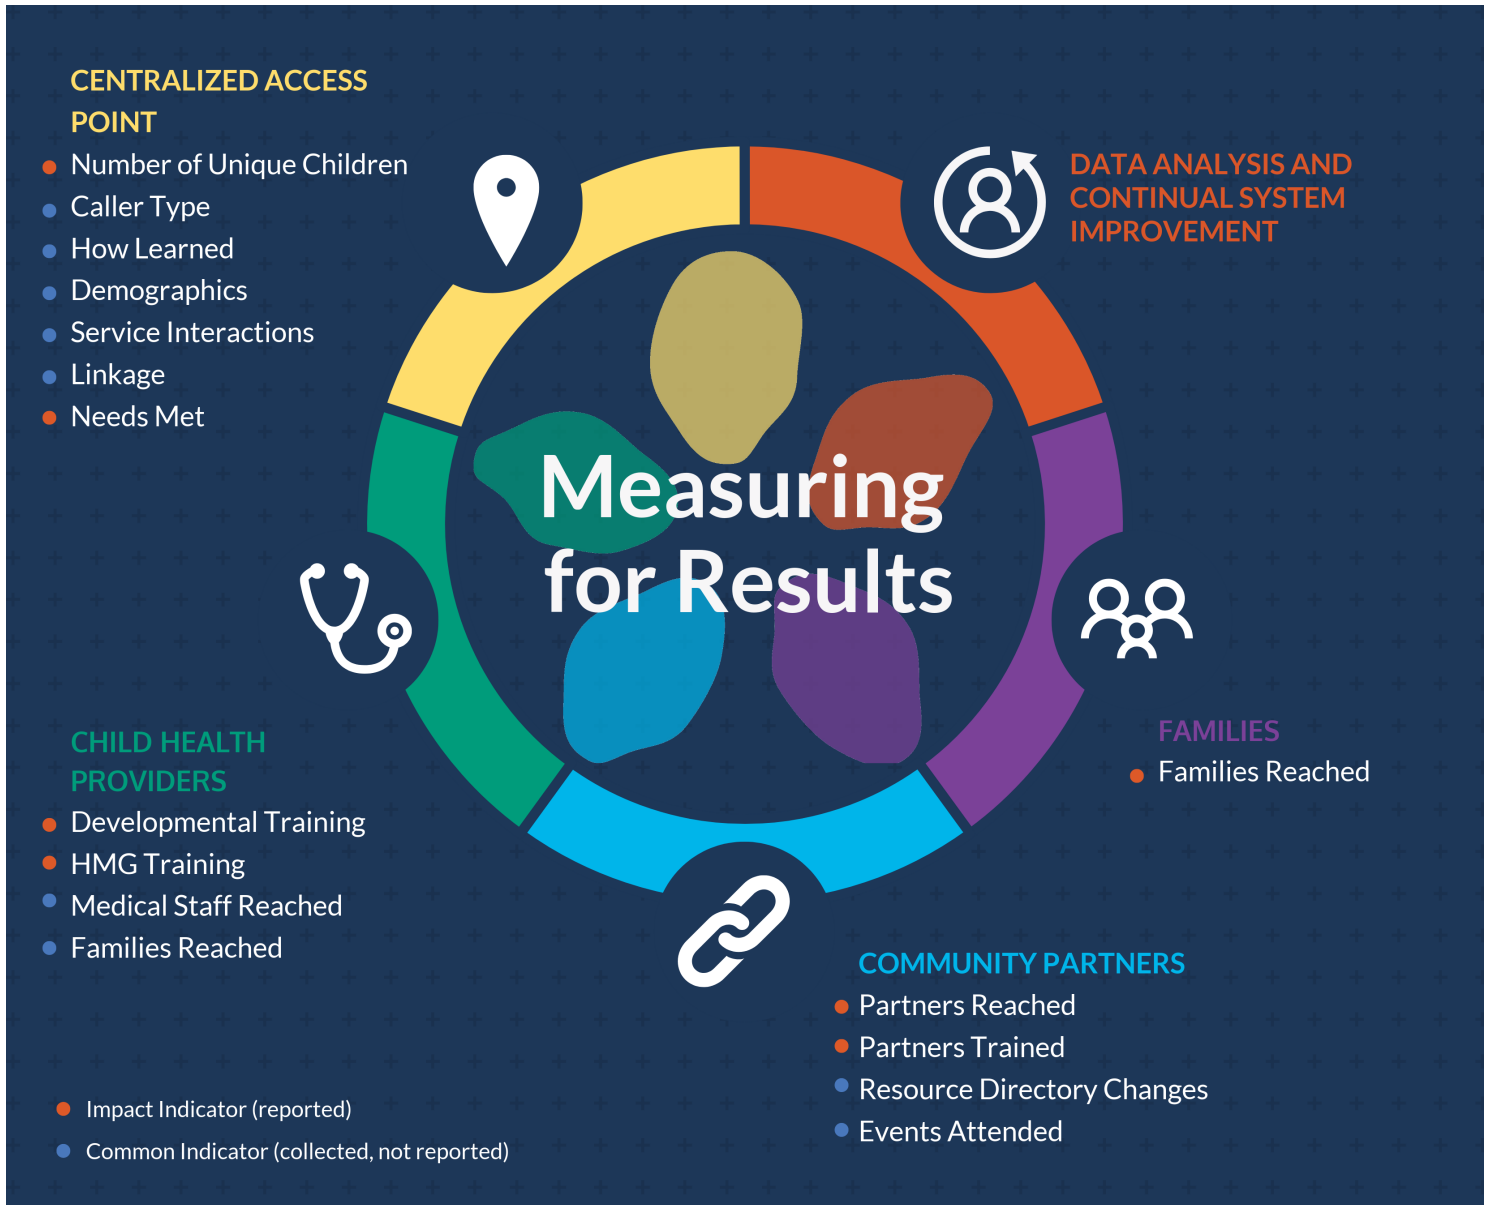 CENTRALIZED ACCESS
POINT
Number of Unique Children
Caller Type
How Learned
Demographics
Service Interactions
Linkage
Needs Met
DATA ANALYSIS AND
CONTINUAL SYSTEM
IMPROVEMENT
Measuring
for Results
CHILD HEALTH
PROVIDERS
Developmental Training
HMG Training
Medical Staff Reached
Families Reached
FAMILIES
Families Reached
COMMUNITY PARTNERS
Partners Reached
Partners Trained
Resource Directory Changes
Events Attended
Impact Indicator (reported)
Common Indicator (collected, not reported)